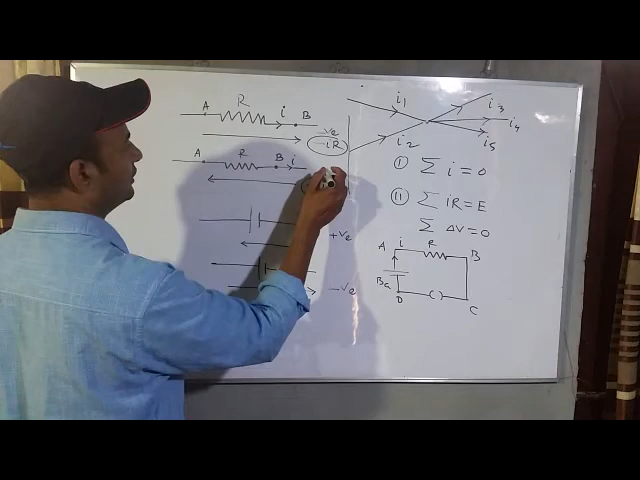 A R i B
-ve
-iR
A R B i
+ve
-ve
i₁ i₂ i₃ i₄ i₅
(I) Σ i = 0
(II) Σ iR = E
Σ ΔV = 0
A i R B
D C